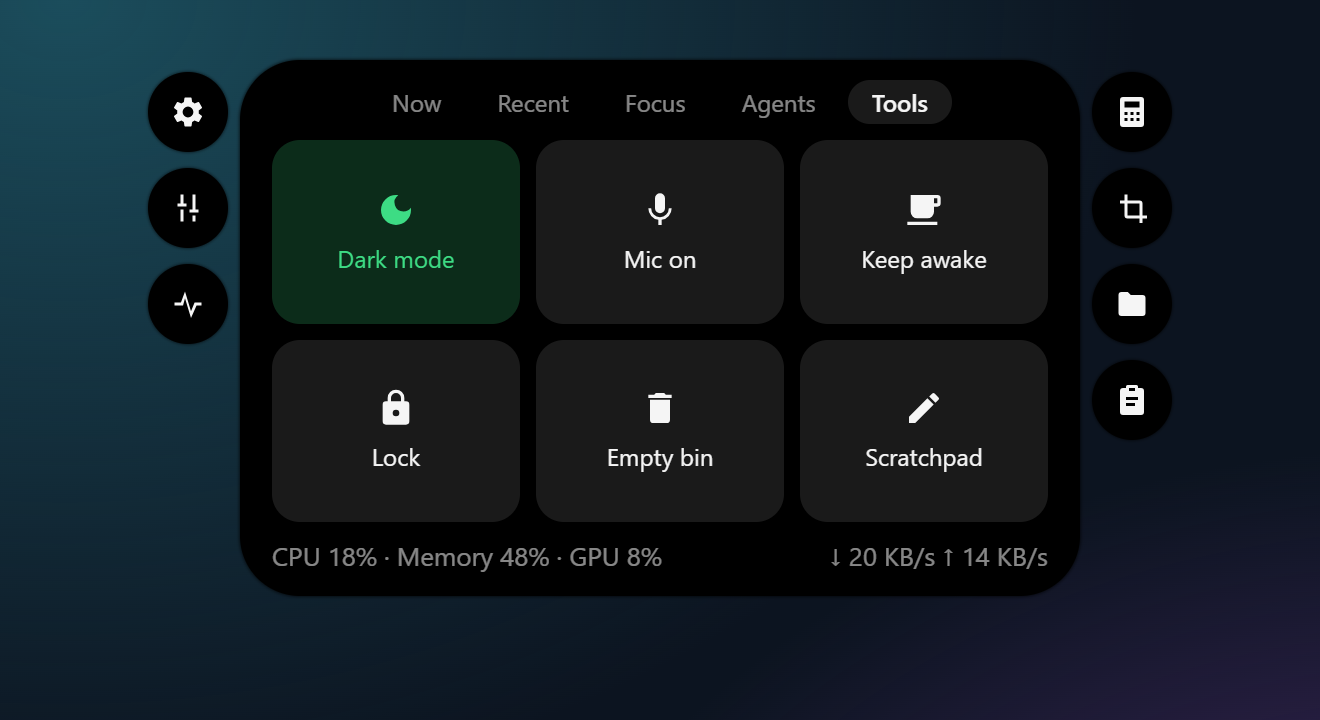 Now Recent Focus Agents Tools
Dark mode Mic on Keep awake
Lock Empty bin Scratchpad
CPU 18% · Memory 48% · GPU 8% ↓ 20 KB/s ↑ 14 KB/s